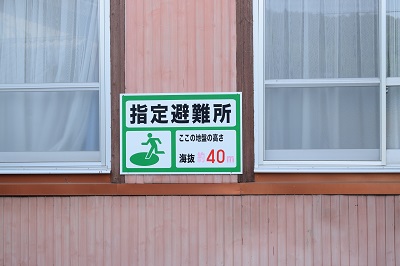 指定避難所
ここの地盤の高さ
海抜 約40m